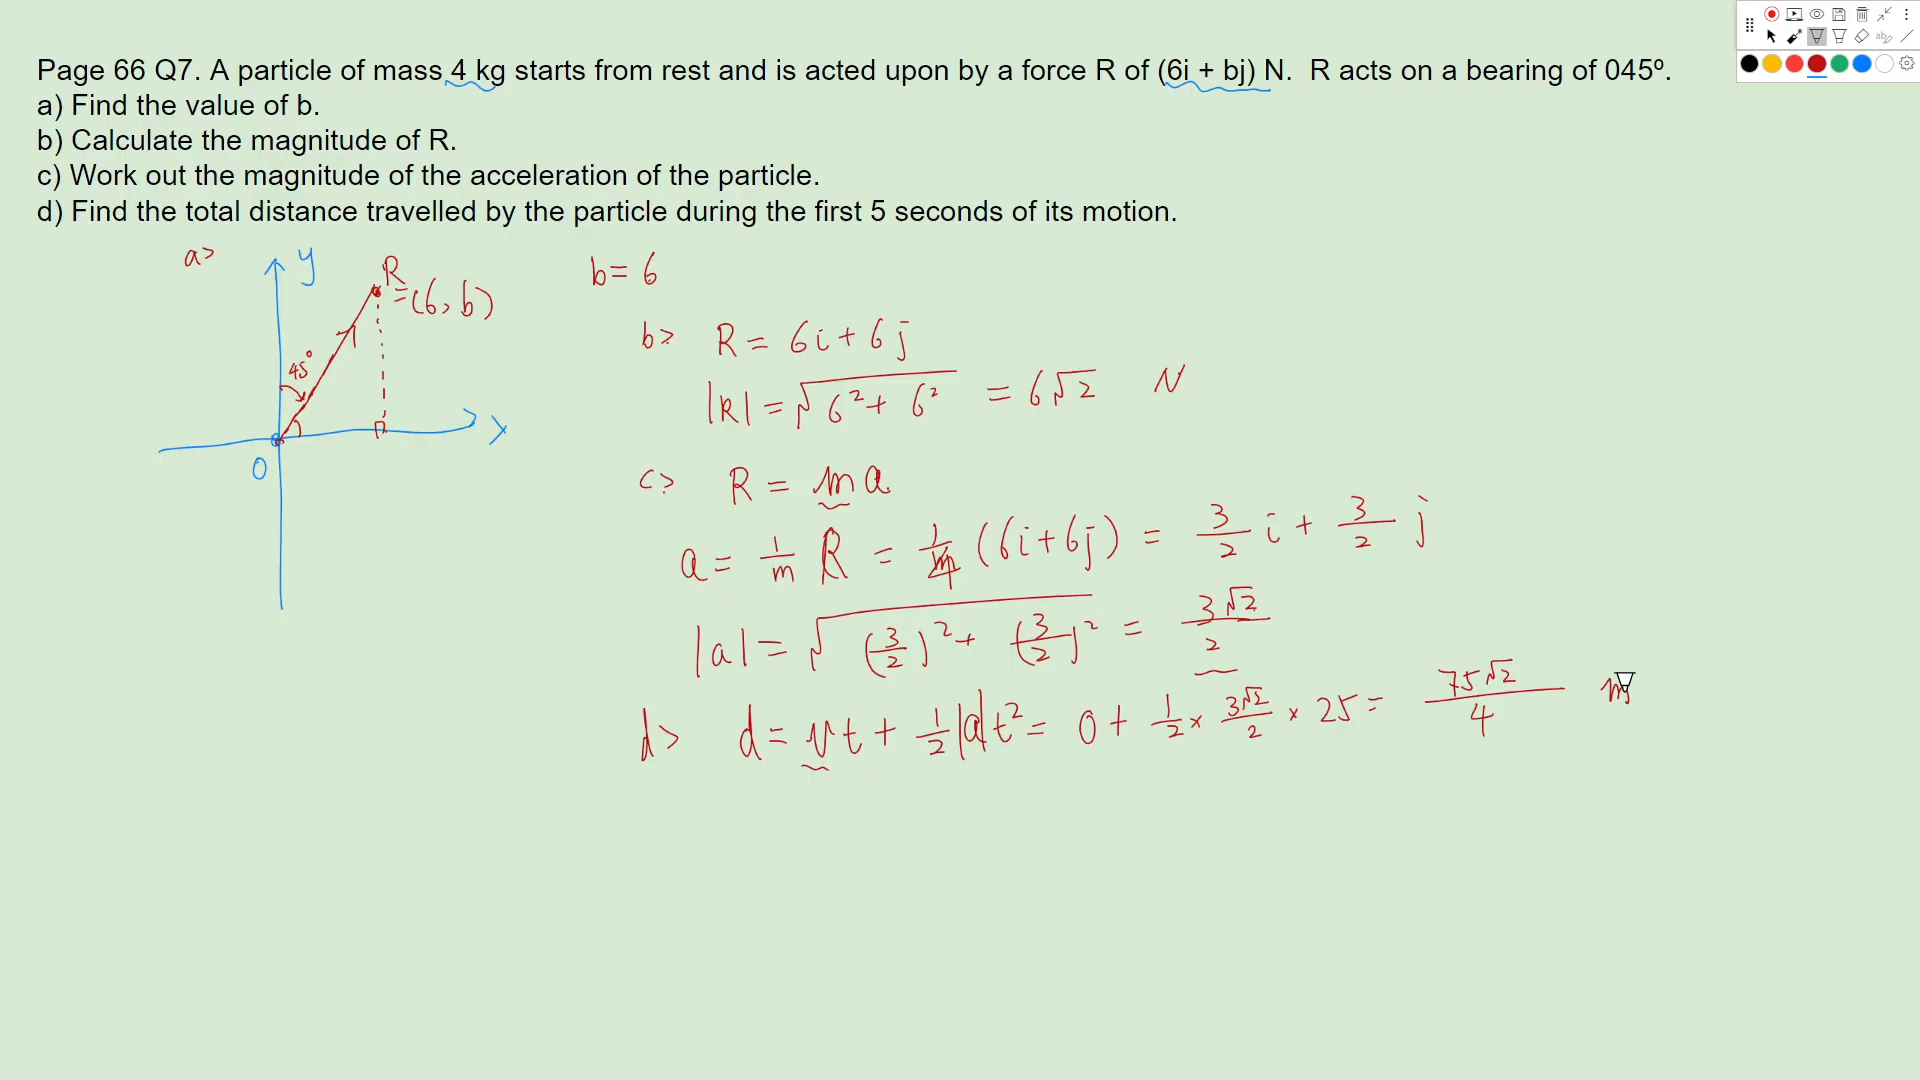 Page 66 Q7. A particle of mass 4 kg starts from rest and is acted upon by a force R of (6i + bj) N.  R acts on a bearing of 045º.
a) Find the value of b.
b) Calculate the magnitude of R.
c) Work out the magnitude of the acceleration of the particle.
d) Find the total distance travelled by the particle during the first 5 seconds of its motion.
a>
y
R
=(6, b)
45°
x
O
b = 6
b> R = 6i + 6j
|R| = √(6² + 6²) = 6√2 N
c> R = ma
a = 1/m R = 1/4 (6i + 6j) = 3/2 i + 3/2 j
|a| = √((3/2)² + (3/2)²) = 3√2/2
d> d = vt + 1/2 |a| t² = 0 + 1/2 × 3√2/2 × 25 = 75√2/4 m